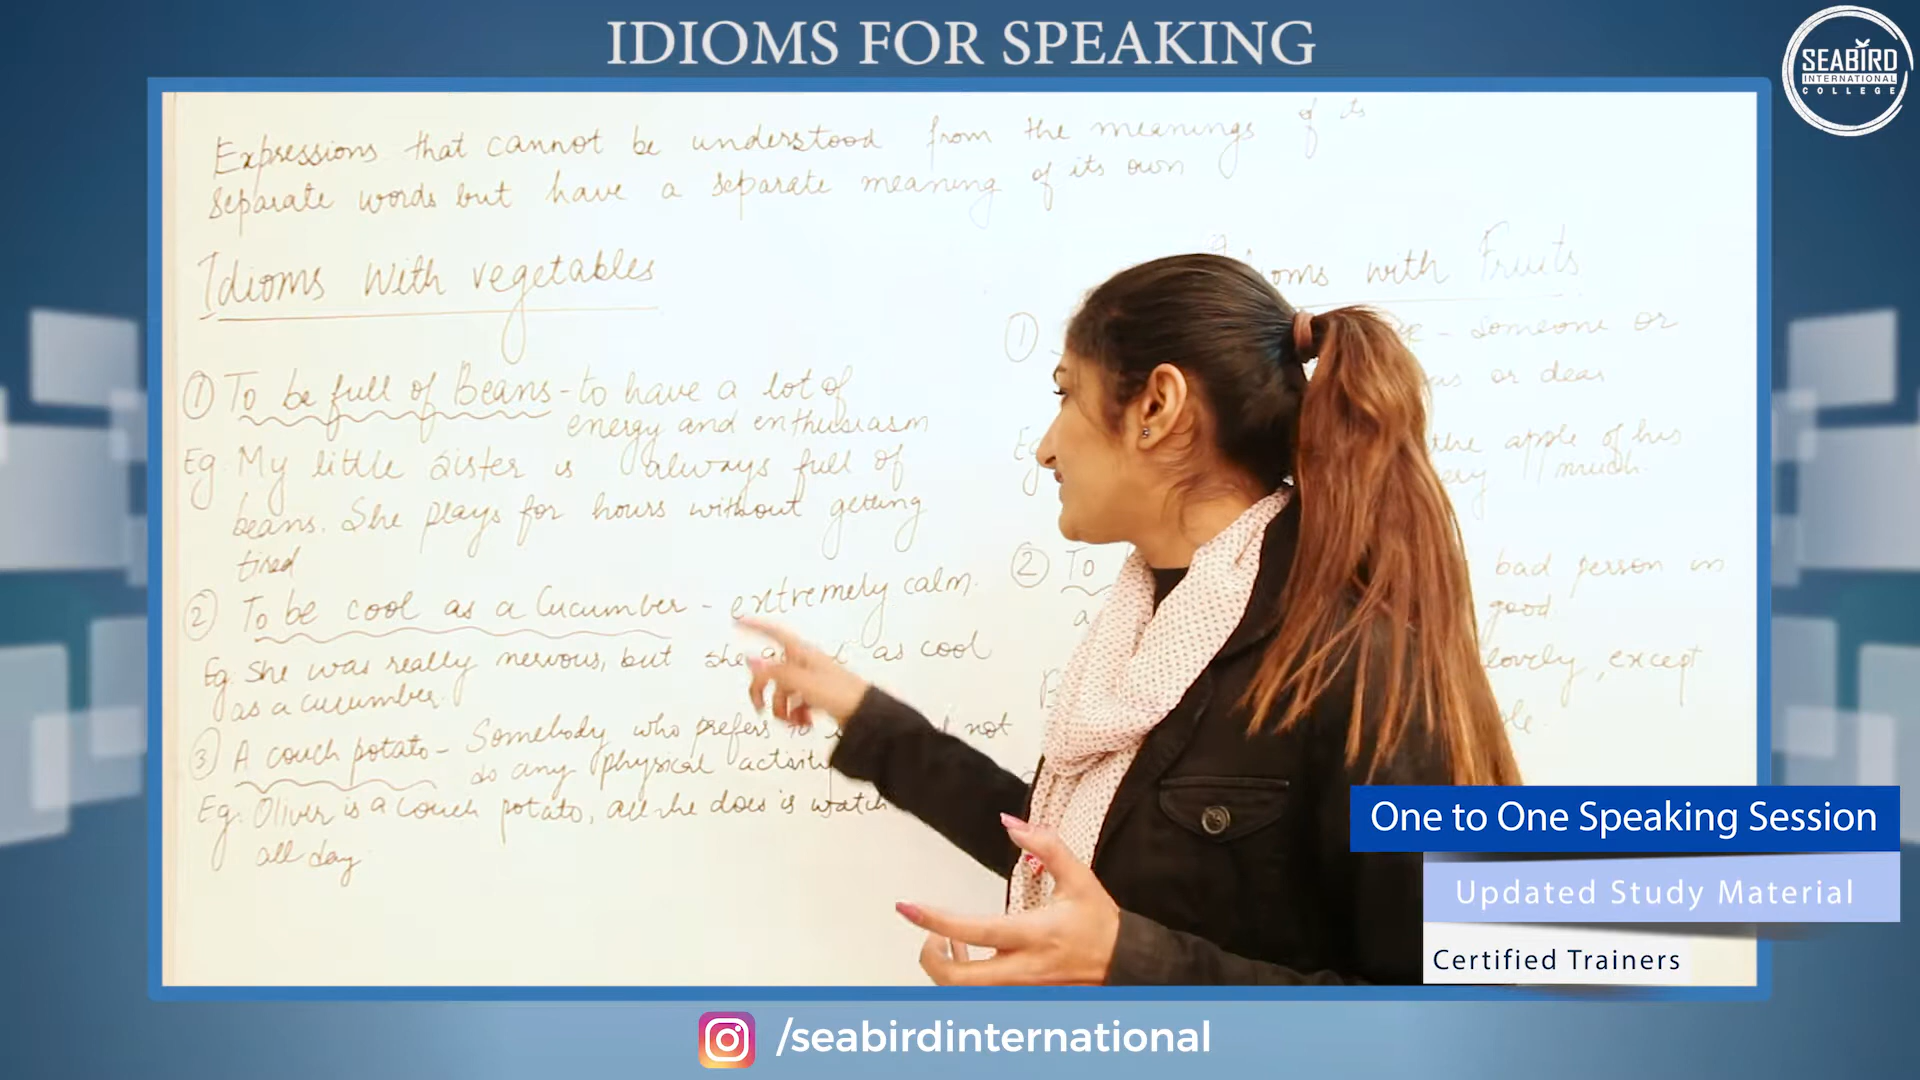 IDIOMS FOR SPEAKING
SEABIRD
INTERNATIONAL
COLLEGE
Expressions that cannot be understood from the meanings of its
separate words but have a separate meaning of its own
Idioms with vegetables
① To be full of Beans - to have a lot of
energy and enthusiasm
Eg. My little sister is always full of
beans. She plays for hours without getting
tired
② To be cool as a Cucumber - extremely calm.
Eg. She was really nervous, but she as cool
as a cucumber.
③ A couch potato - Somebody who prefers to not
do any physical activity
Eg: Oliver is a couch potato, all he does is watch
all day
Idioms with Fruits
①
- someone or
or dear
Eg
the apple of his
much.
② To
bad person in
good.
lovely, except
One to One Speaking Session
Updated Study Material
Certified Trainers
/seabirdinternational